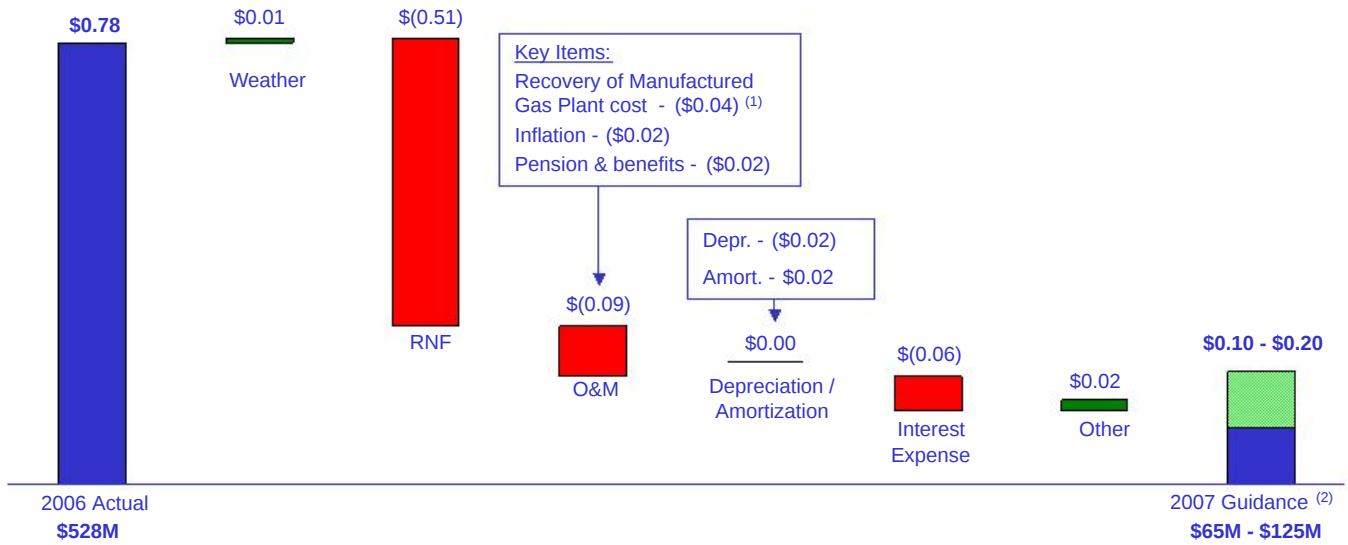 $0.78
$0.01
$(0.51)
Weather
Key Items:
Recovery of Manufactured
Gas Plant cost - ($0.04) (1)
Inflation - ($0.02)
Pension & benefits - ($0.02)
Depr. - ($0.02)
Amort. - $0.02
RNF
$(0.09)
O&M
$0.00
Depreciation /
Amortization
$(0.06)
Interest
Expense
$0.02
Other
$0.10 - $0.20
2006 Actual
$528M
2007 Guidance (2)
$65M - $125M